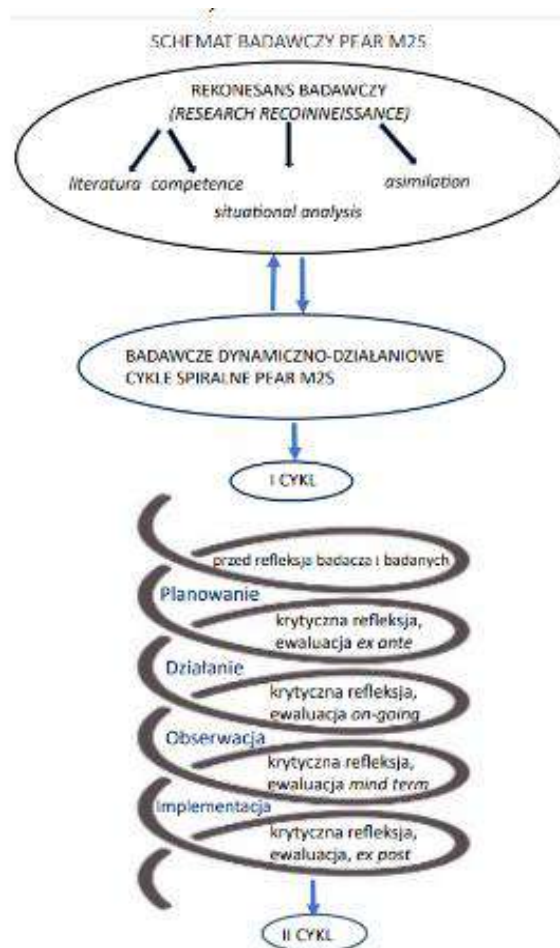 SCHEMAT BADAWCZY PEAR M2S
REKONESANS BADAWCZY
(RESEARCH RECOINNEISSANCE)
literatura competence
asimilation
situational analysis
BADAWCZE DYNAMICZNO-DZIAŁANIOWE
CYKLE SPIRALNE PEAR M2S
I CYKL
przed refleksja badacza i badanych
Planowanie
krytyczna refleksja,
ewaluacja ex ante
Działanie
krytyczna refleksja,
ewaluacja on-going
Obserwacja
krytyczna refleksja,
ewaluacja mind term
Implementacja
krytyczna refleksja,
ewaluacja, ex post
II CYKL